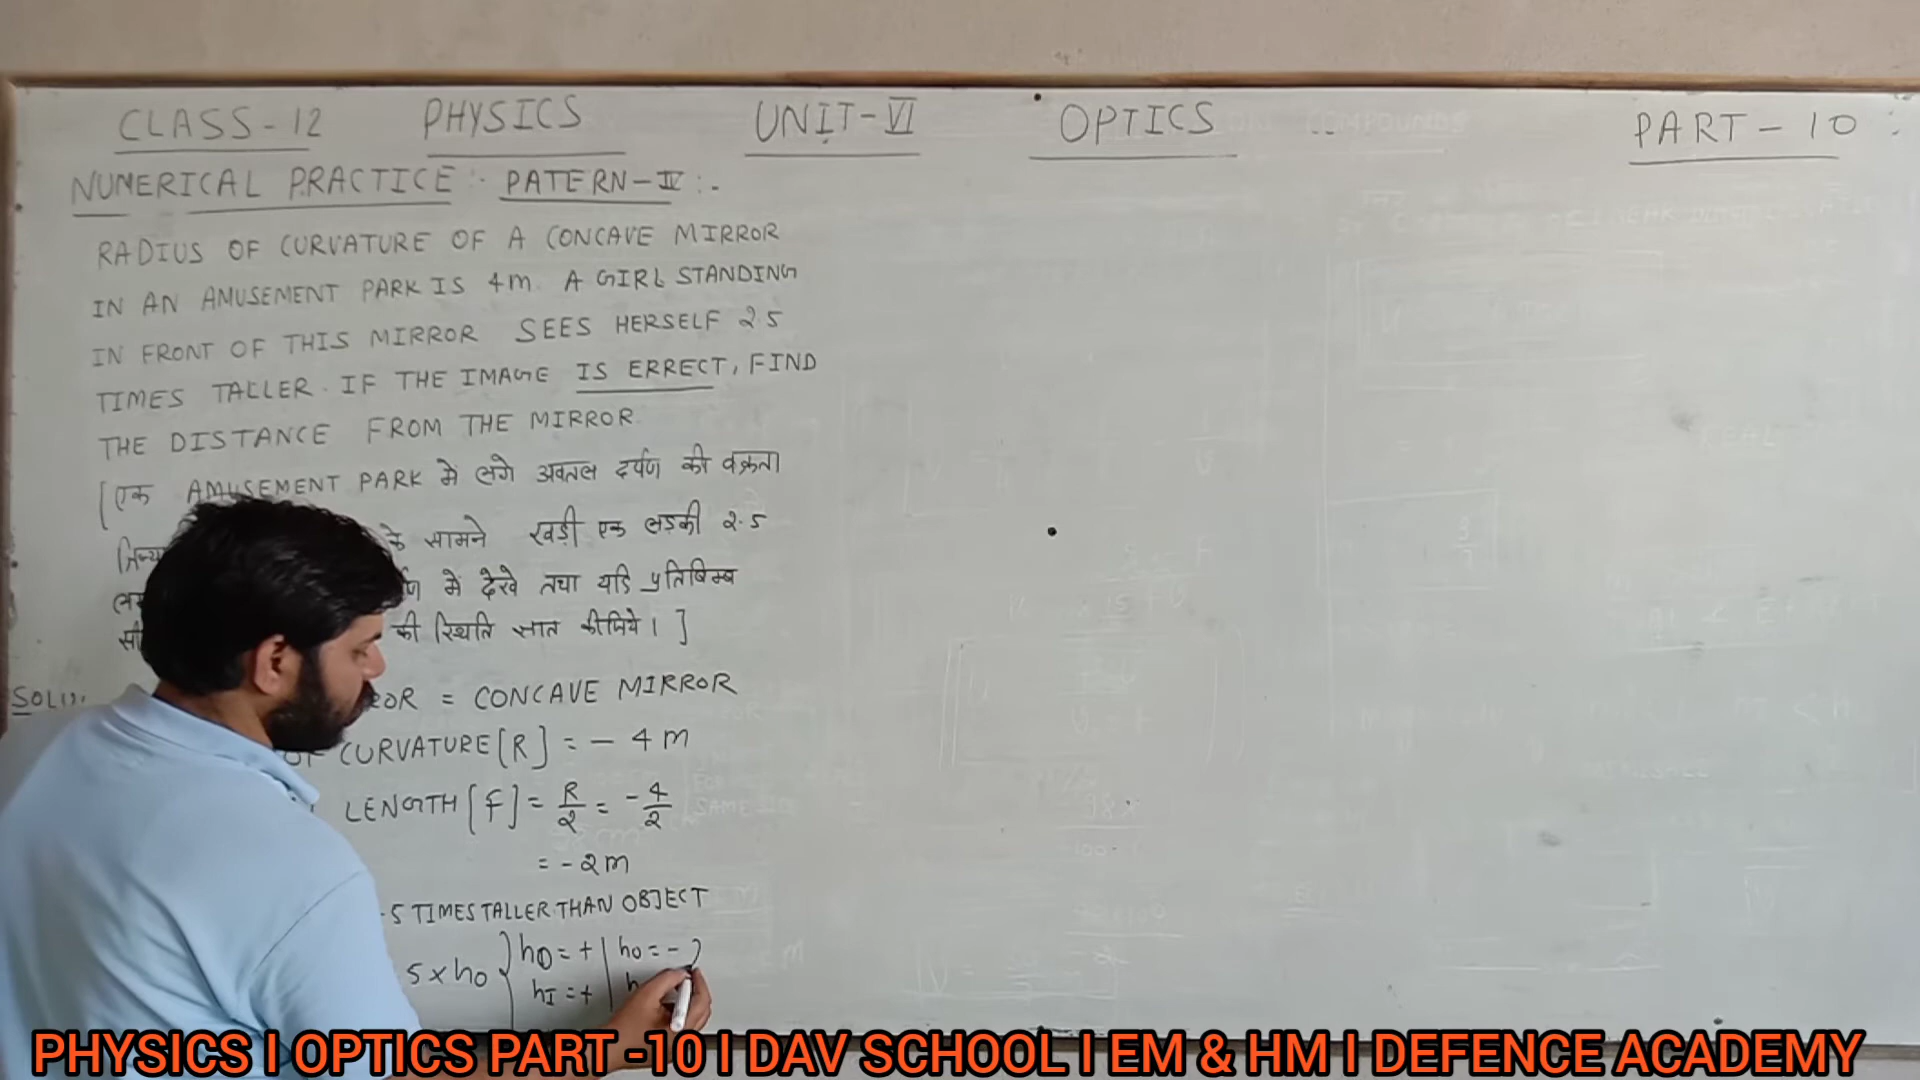 CLASS-12 PHYSICS UNIT-VI OPTICS PART-10 :
NUMERICAL PRACTICE :- PATERN-IV :-
RADIUS OF CURVATURE OF A CONCAVE MIRROR
IN AN AMUSEMENT PARK IS 4m. A GIRL STANDING
IN FRONT OF THIS MIRROR SEES HERSELF 2.5
TIMES TALLER. IF THE IMAGE IS ERRECT, FIND
THE DISTANCE FROM THE MIRROR.
[एक AMUSEMENT PARK में लगे अवतल दर्पण की वक्रता
के सामने खड़ी एक लड़की 2.5
में देखे तथा यदि प्रतिबिम्ब
की स्थिति ज्ञात कीजिये।]
SOL
= CONCAVE MIRROR
OF CURVATURE [R] = - 4 m
LENGTH [f] = R/2 = -4/2
= -2m
.5 TIMES TALLER THAN OBJECT
5 x ho { ho = + | ho = - }
hI = +
PHYSICS I OPTICS PART -10 I DAV SCHOOL I EM & HM I DEFENCE ACADEMY